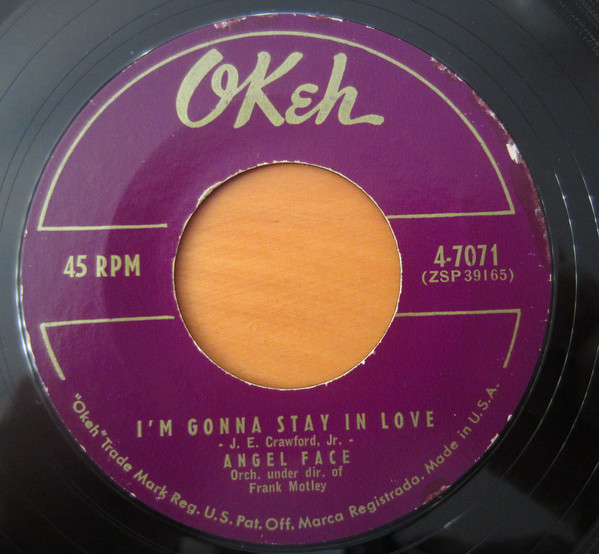 OKeh
45 RPM
4-7071
(ZSP 39165)
I'M GONNA STAY IN LOVE
- J. E. Crawford, Jr. -
ANGEL FACE
Orch. under dir. of
Frank Motley
"Okeh" Trade Mark Reg. U.S. Pat. Off. Marca Registrada. Made in U.S.A.